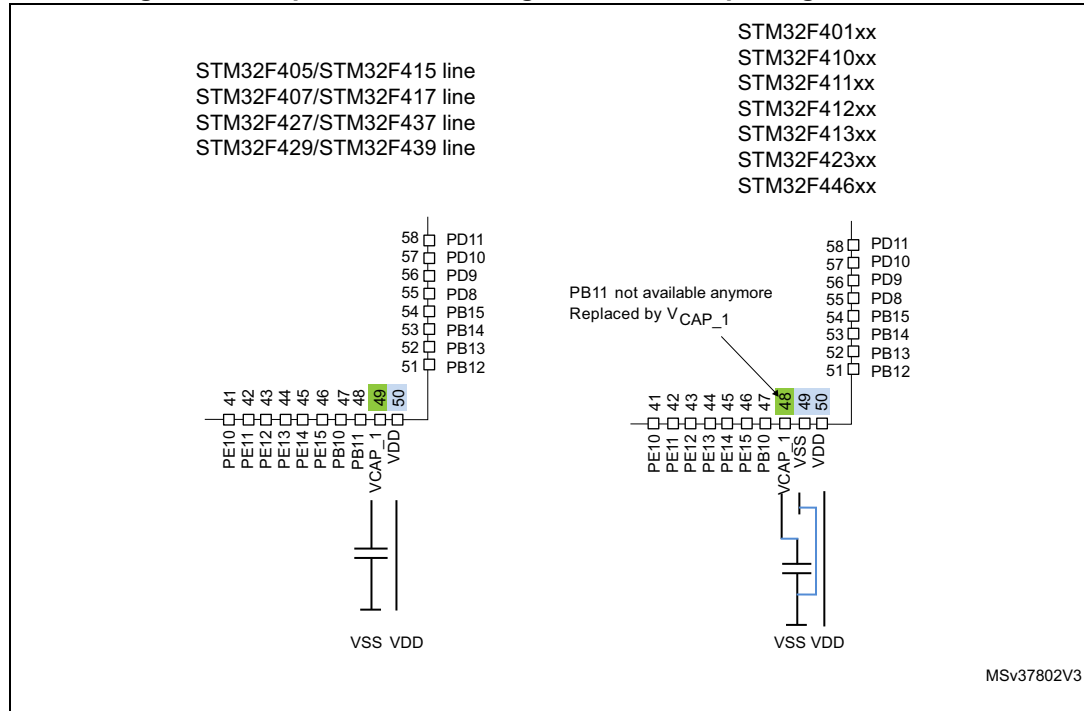 STM32F405/STM32F415 line
STM32F407/STM32F417 line
STM32F427/STM32F437 line
STM32F429/STM32F439 line
58 PD11
57 PD10
56 PD9
55 PD8
54 PB15
53 PB14
52 PB13
51 PB12
41 42 43 44 45 46 47 48 49 50
PE10 PE11 PE12 PE13 PE14 PE15 PB10 PB11 VCAP_1 VDD
VSS VDD
STM32F401xx
STM32F410xx
STM32F411xx
STM32F412xx
STM32F413xx
STM32F423xx
STM32F446xx
PB11 not available anymore
Replaced by VCAP_1
58 PD11
57 PD10
56 PD9
55 PD8
54 PB15
53 PB14
52 PB13
51 PB12
41 42 43 44 45 46 47 48 49 50
PE10 PE11 PE12 PE13 PE14 PE15 PB10 VCAP_1 VSS VDD
VSS VDD
MSv37802V3